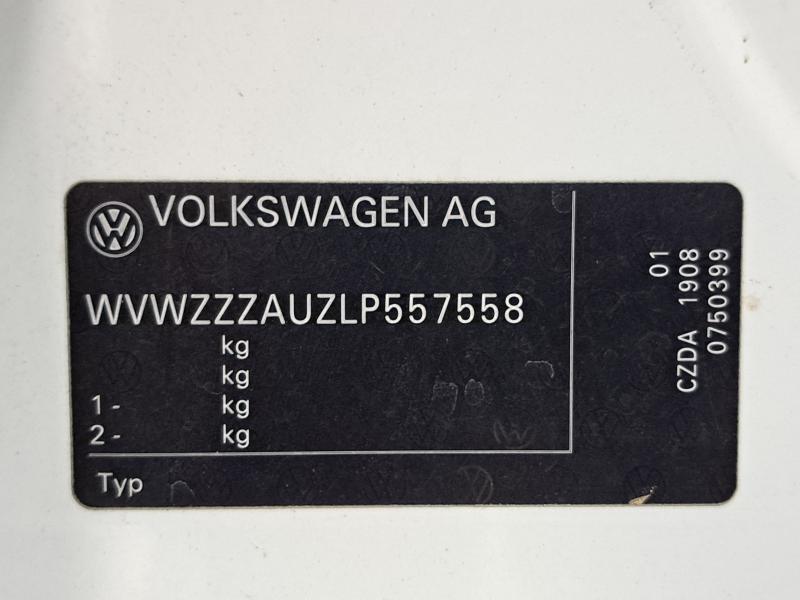 VOLKSWAGEN AG
WVWZZZAUZLP557558
kg
kg
1 - kg
2 - kg
Typ
01
CZDA 1908
0750399